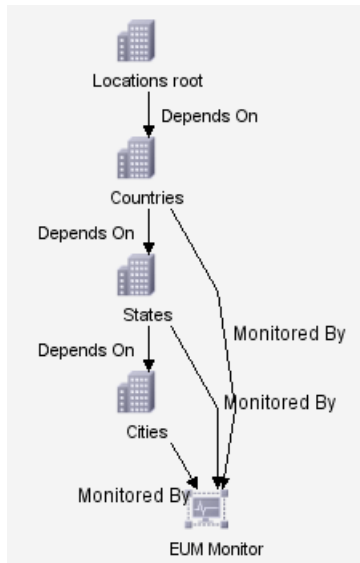 Locations root
Depends On
Countries
Depends On
States
Monitored By
Depends On
Monitored By
Cities
Monitored By
EUM Monitor